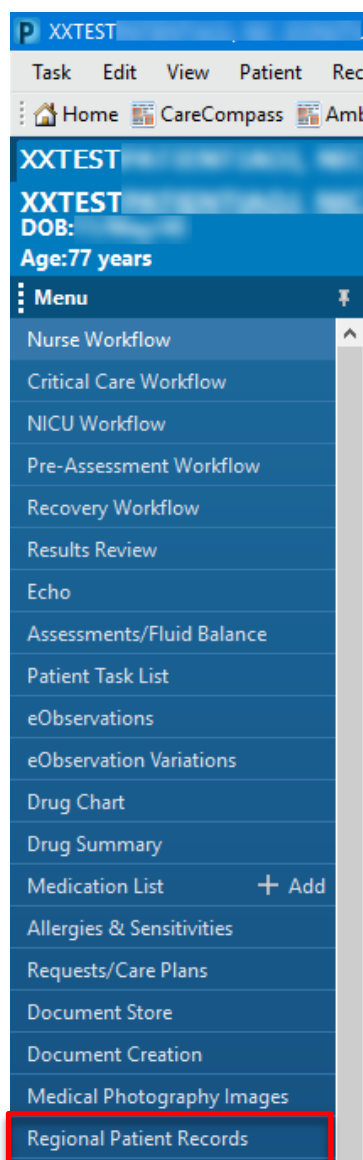 P XXTEST
Task Edit View Patient Rec
Home CareCompass Amb
XXTEST
XXTEST
DOB:
Age:77 years
Menu
Nurse Workflow
Critical Care Workflow
NICU Workflow
Pre-Assessment Workflow
Recovery Workflow
Results Review
Echo
Assessments/Fluid Balance
Patient Task List
eObservations
eObservation Variations
Drug Chart
Drug Summary
Medication List + Add
Allergies & Sensitivities
Requests/Care Plans
Document Store
Document Creation
Medical Photography Images
Regional Patient Records